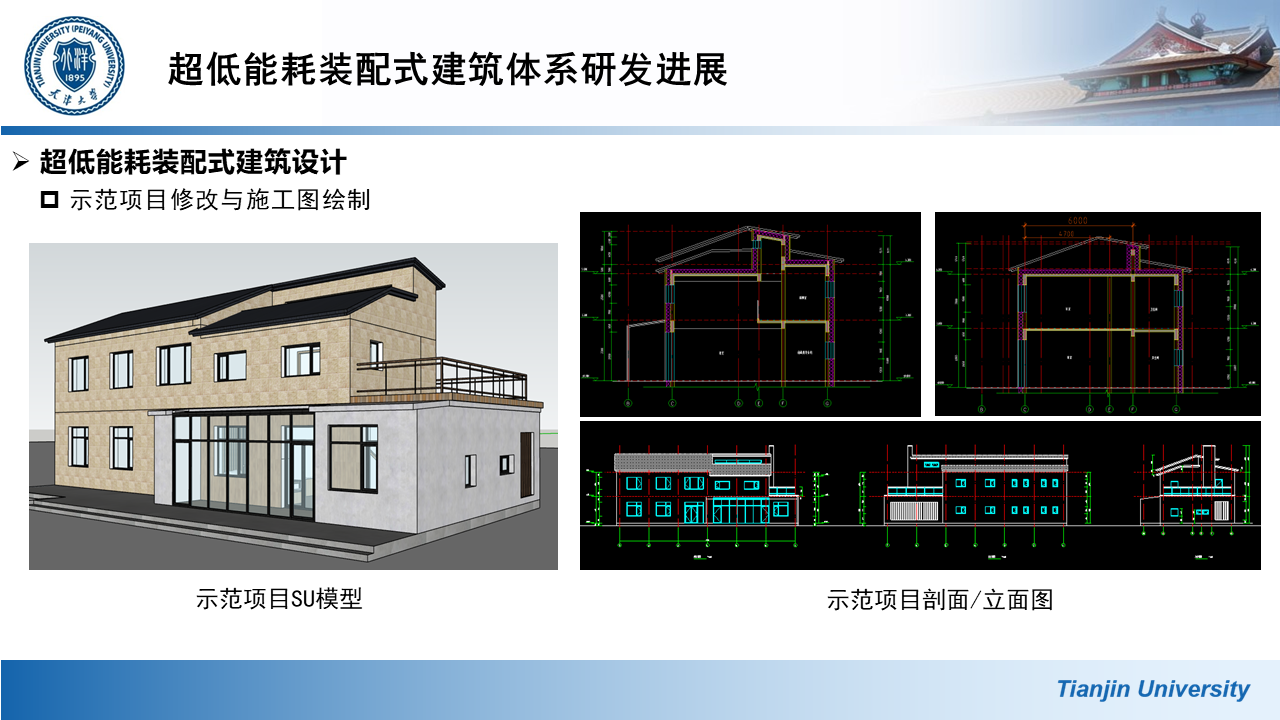 TIANJIN UNIVERSITY (PEIYANG UNIVERSITY)
北洋
1895
天津大学
超低能耗装配式建筑体系研发进展
超低能耗装配式建筑设计
示范项目修改与施工图绘制
6000
4700
示范项目SU模型
示范项目剖面/立面图
Tianjin University